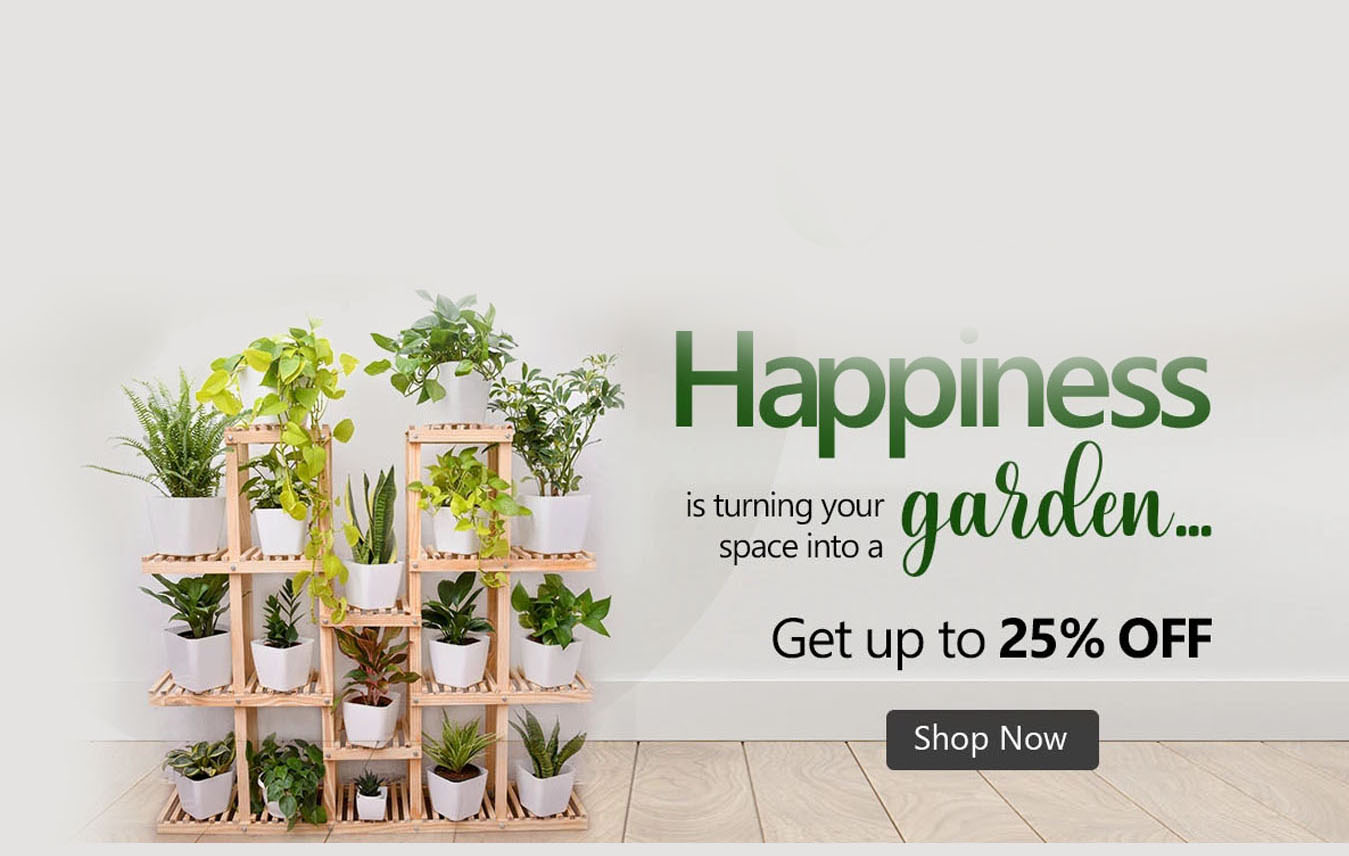 Happiness
is turning your
space into a garden...
Get up to 25% OFF
Shop Now